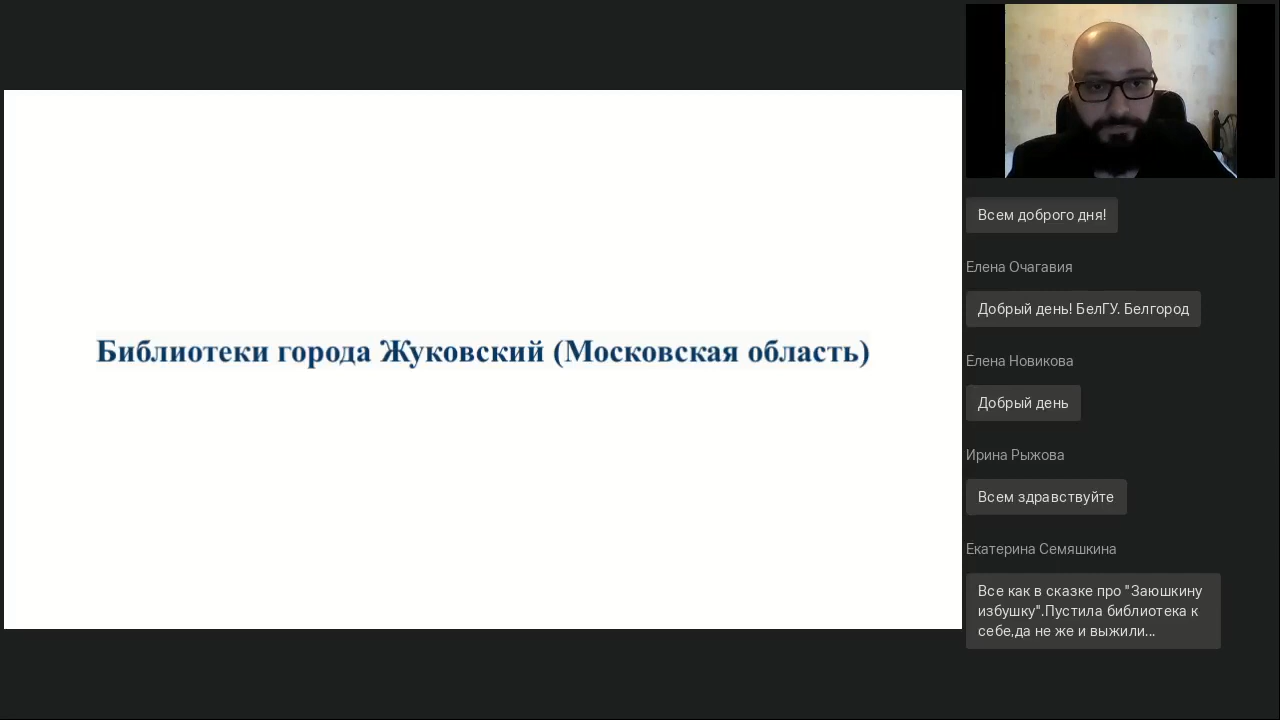 Библиотеки города Жуковский (Московская область)
Всем доброго дня!
Елена Очагавия
Добрый день! БелГУ. Белгород
Елена Новикова
Добрый день
Ирина Рыжова
Всем здравствуйте
Екатерина Семяшкина
Все как в сказке про "Заюшкину
избушку".Пустила библиотека к
себе,да не же и выжили...